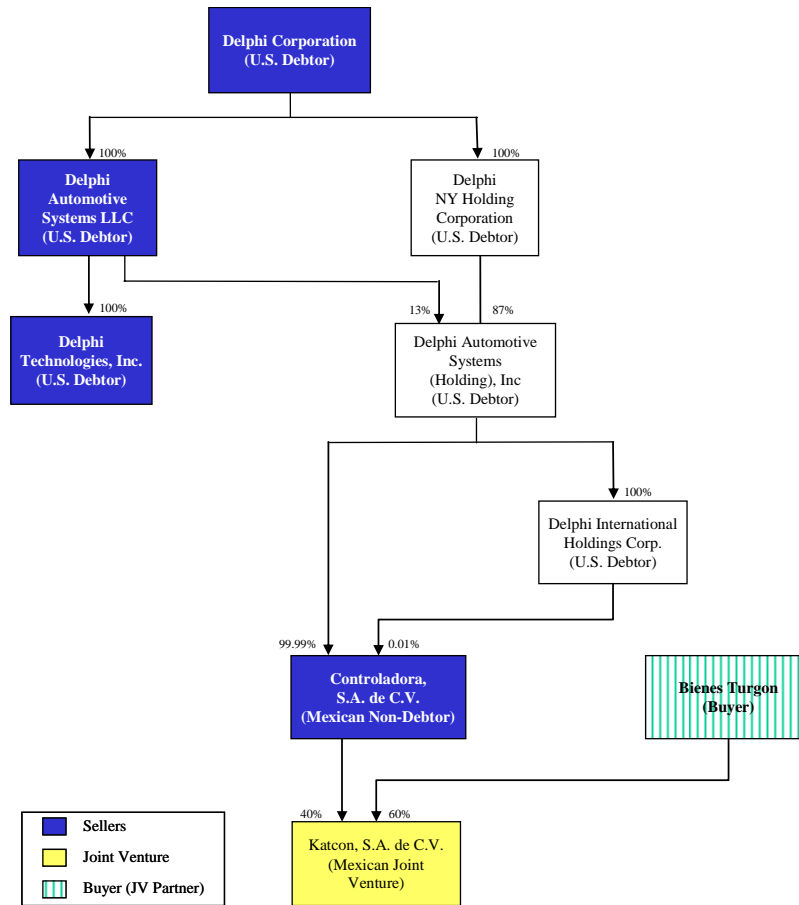 Delphi Corporation
(U.S. Debtor)
100%
100%
Delphi
Automotive
Systems LLC
(U.S. Debtor)
Delphi
NY Holding
Corporation
(U.S. Debtor)
100%
13%
87%
Delphi
Technologies, Inc.
(U.S. Debtor)
Delphi Automotive
Systems
(Holding), Inc
(U.S. Debtor)
100%
Delphi International
Holdings Corp.
(U.S. Debtor)
99.99%
0.01%
Controladora,
S.A. de C.V.
(Mexican Non-Debtor)
Bienes Turgon
(Buyer)
40%
60%
Katcon, S.A. de C.V.
(Mexican Joint
Venture)
Sellers
Joint Venture
Buyer (JV Partner)